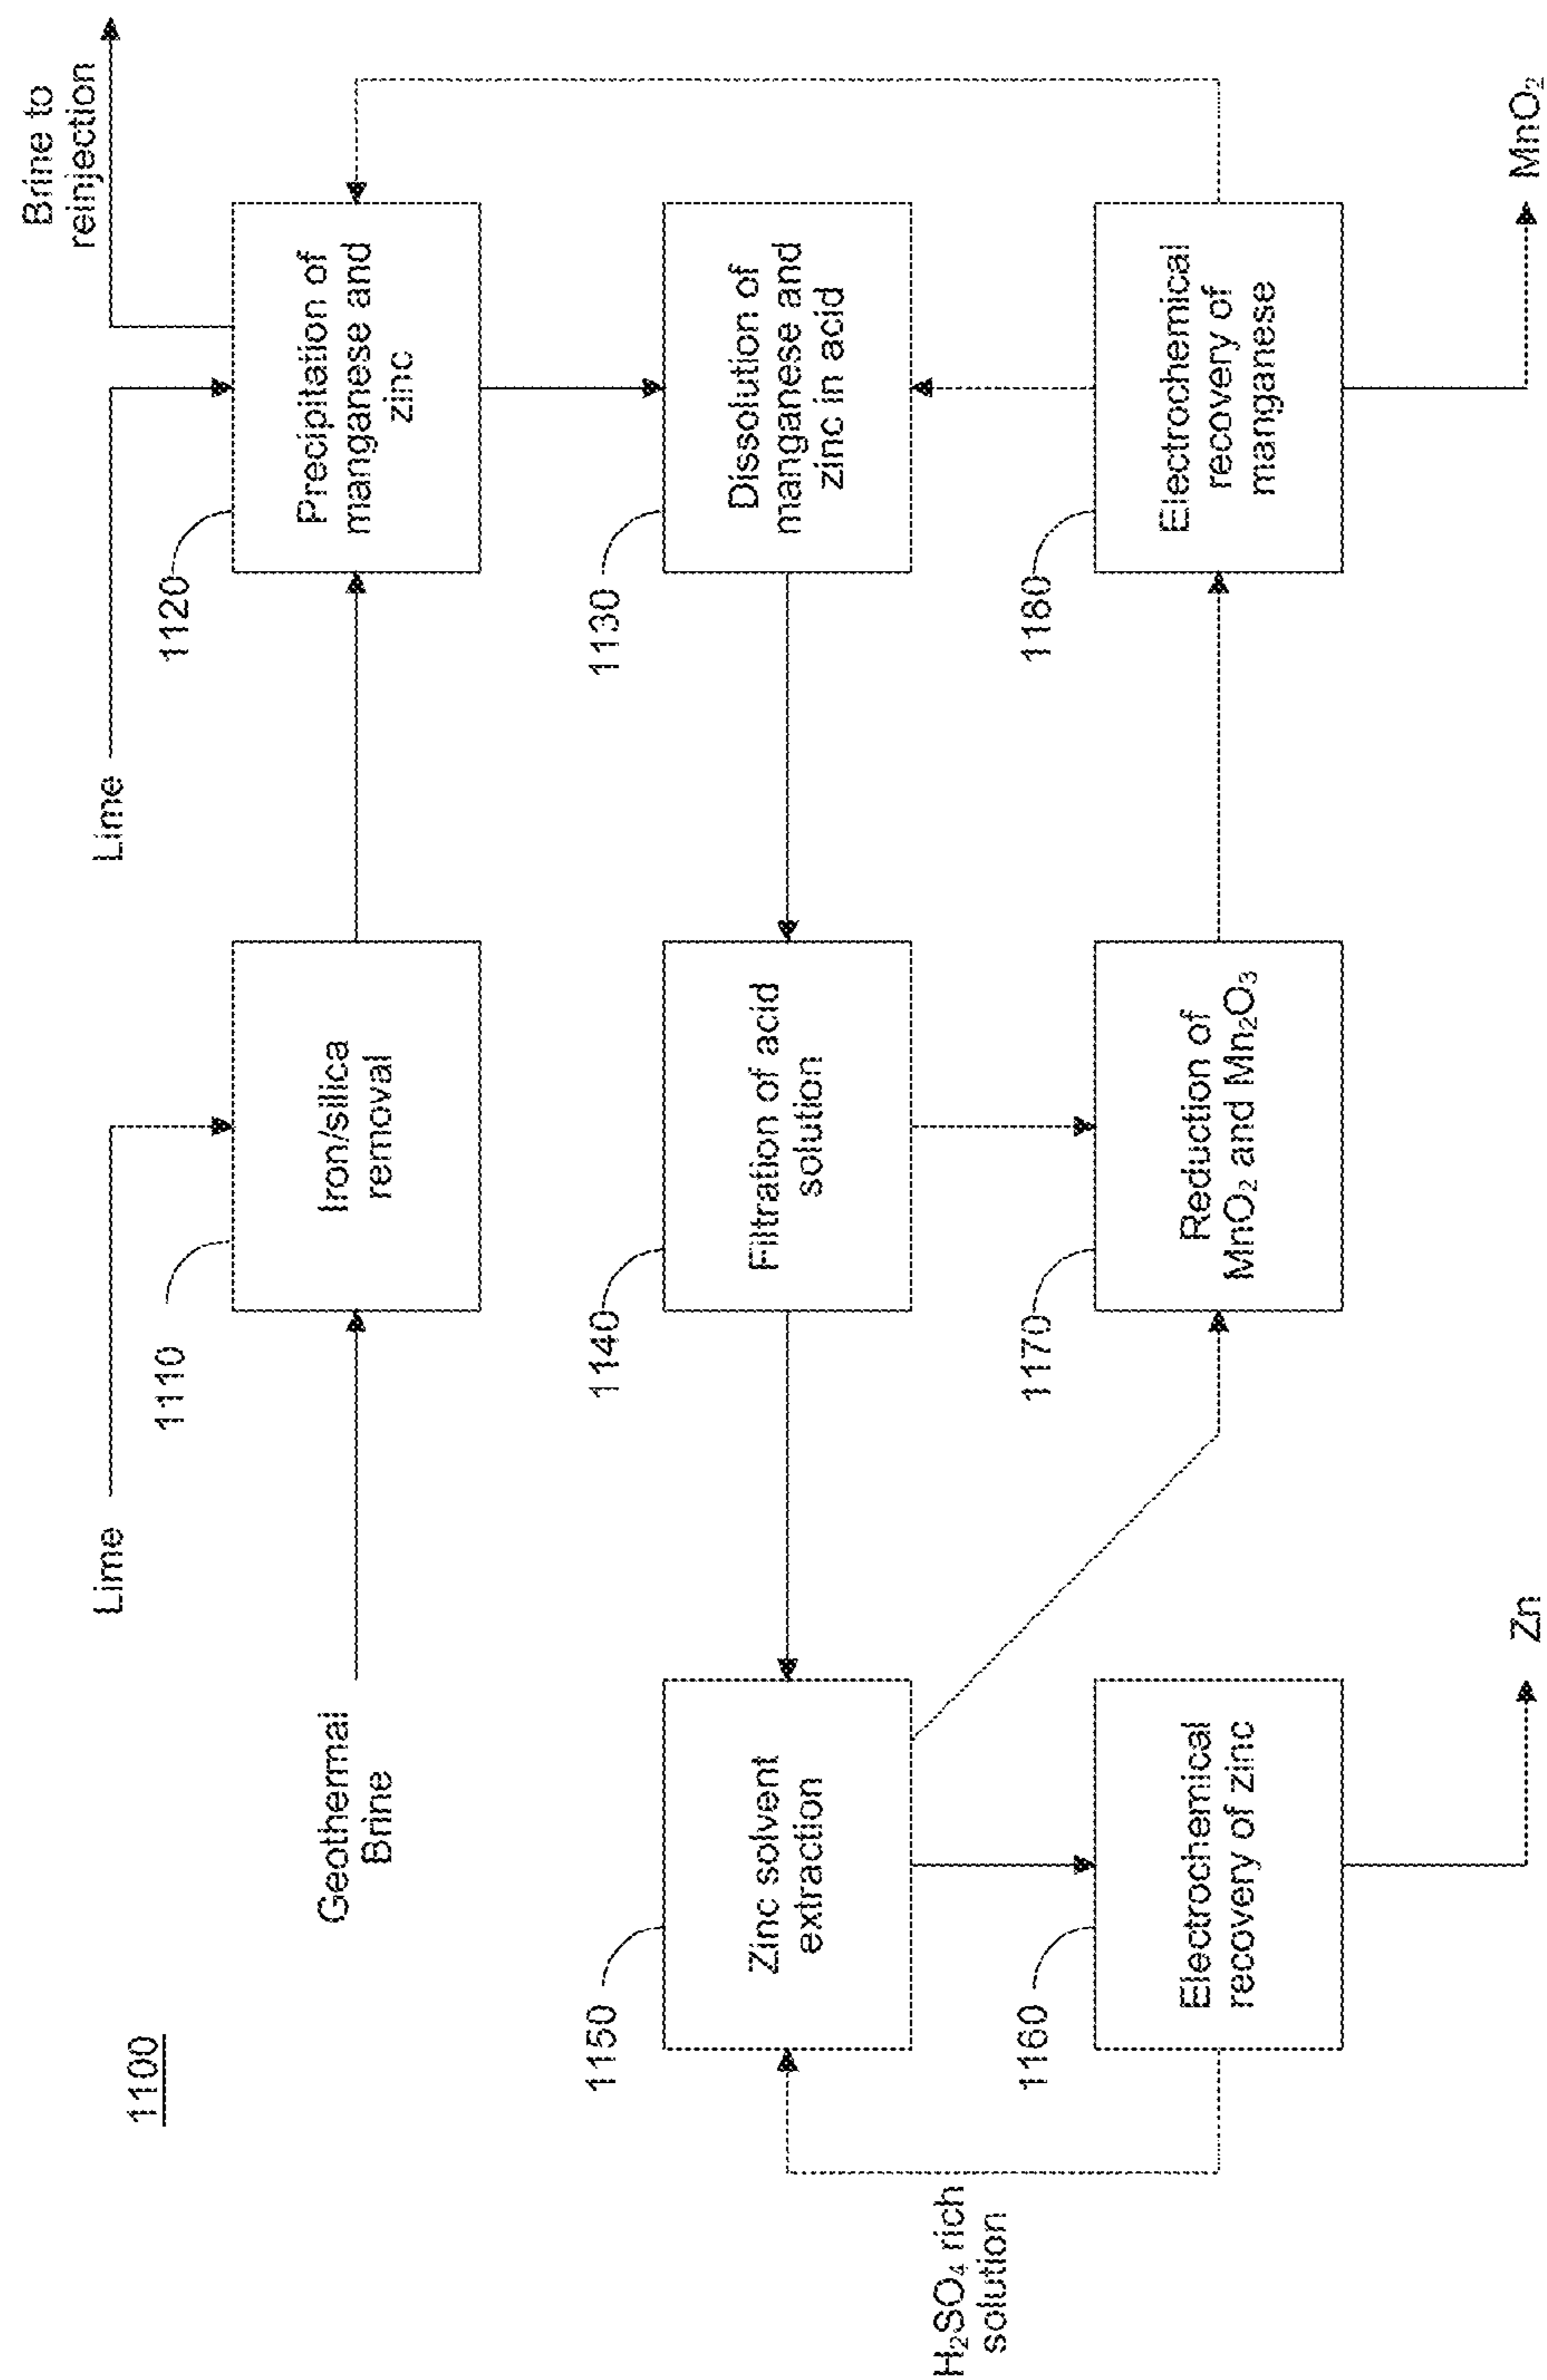 1100
Lime
Lime
Brine to
reinjection
Geothermal
Brine
1110
Iron/silica
removal
1120
Precipitation of
manganese and
zinc
1150
Zinc solvent
extraction
1140
Filtration of acid
solution
1130
Dissolution of
manganese and
zinc in acid
H₂SO₄ rich
solution
1160
Electrochemical
recovery of zinc
1170
Reduction of
MnO₂ and Mn₂O₃
1180
Electrochemical
recovery of
manganese
Zn
MnO₂